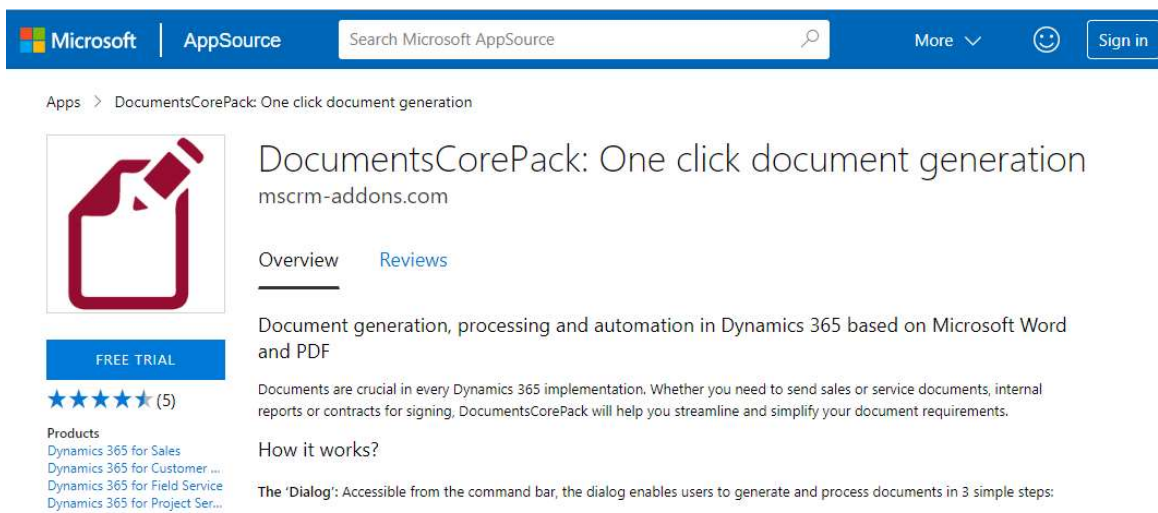 Microsoft AppSource Search Microsoft AppSource More Sign in
Apps > DocumentsCorePack: One click document generation
DocumentsCorePack: One click document generation
mscrm-addons.com
Overview Reviews
Document generation, processing and automation in Dynamics 365 based on Microsoft Word
and PDF
FREE TRIAL
Documents are crucial in every Dynamics 365 implementation. Whether you need to send sales or service documents, internal
reports or contracts for signing, DocumentsCorePack will help you streamline and simplify your document requirements.
(5)
Products
Dynamics 365 for Sales
Dynamics 365 for Customer ...
Dynamics 365 for Field Service
Dynamics 365 for Project Ser...
How it works?
The 'Dialog': Accessible from the command bar, the dialog enables users to generate and process documents in 3 simple steps: